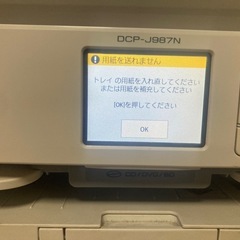 DCP-J987N
用紙を送れません
トレイ の用紙を入れ直してください
または用紙を補充してください
[OK]を押してください
OK